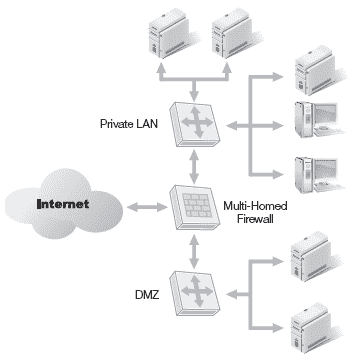 Private LAN
Internet
Multi-Homed
Firewall
DMZ